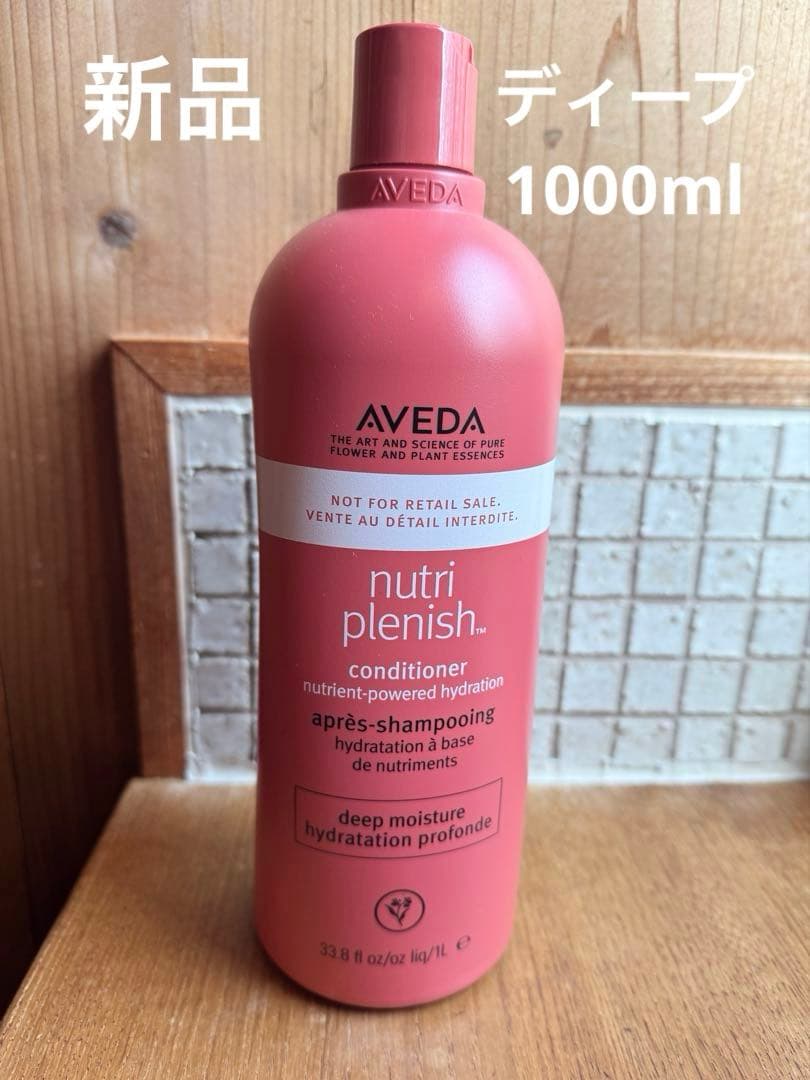 新品
ディープ
1000ml
AVEDA
AVEDA
THE ART AND SCIENCE OF PURE
FLOWER AND PLANT ESSENCES
NOT FOR RETAIL SALE.
VENTE AU DÉTAIL INTERDITE.
nutri
plenish™
conditioner
nutrient-powered hydration
après-shampooing
hydratation à base
de nutriments
deep moisture
hydratation profonde
33.8 fl oz/oz liq/1L ℮